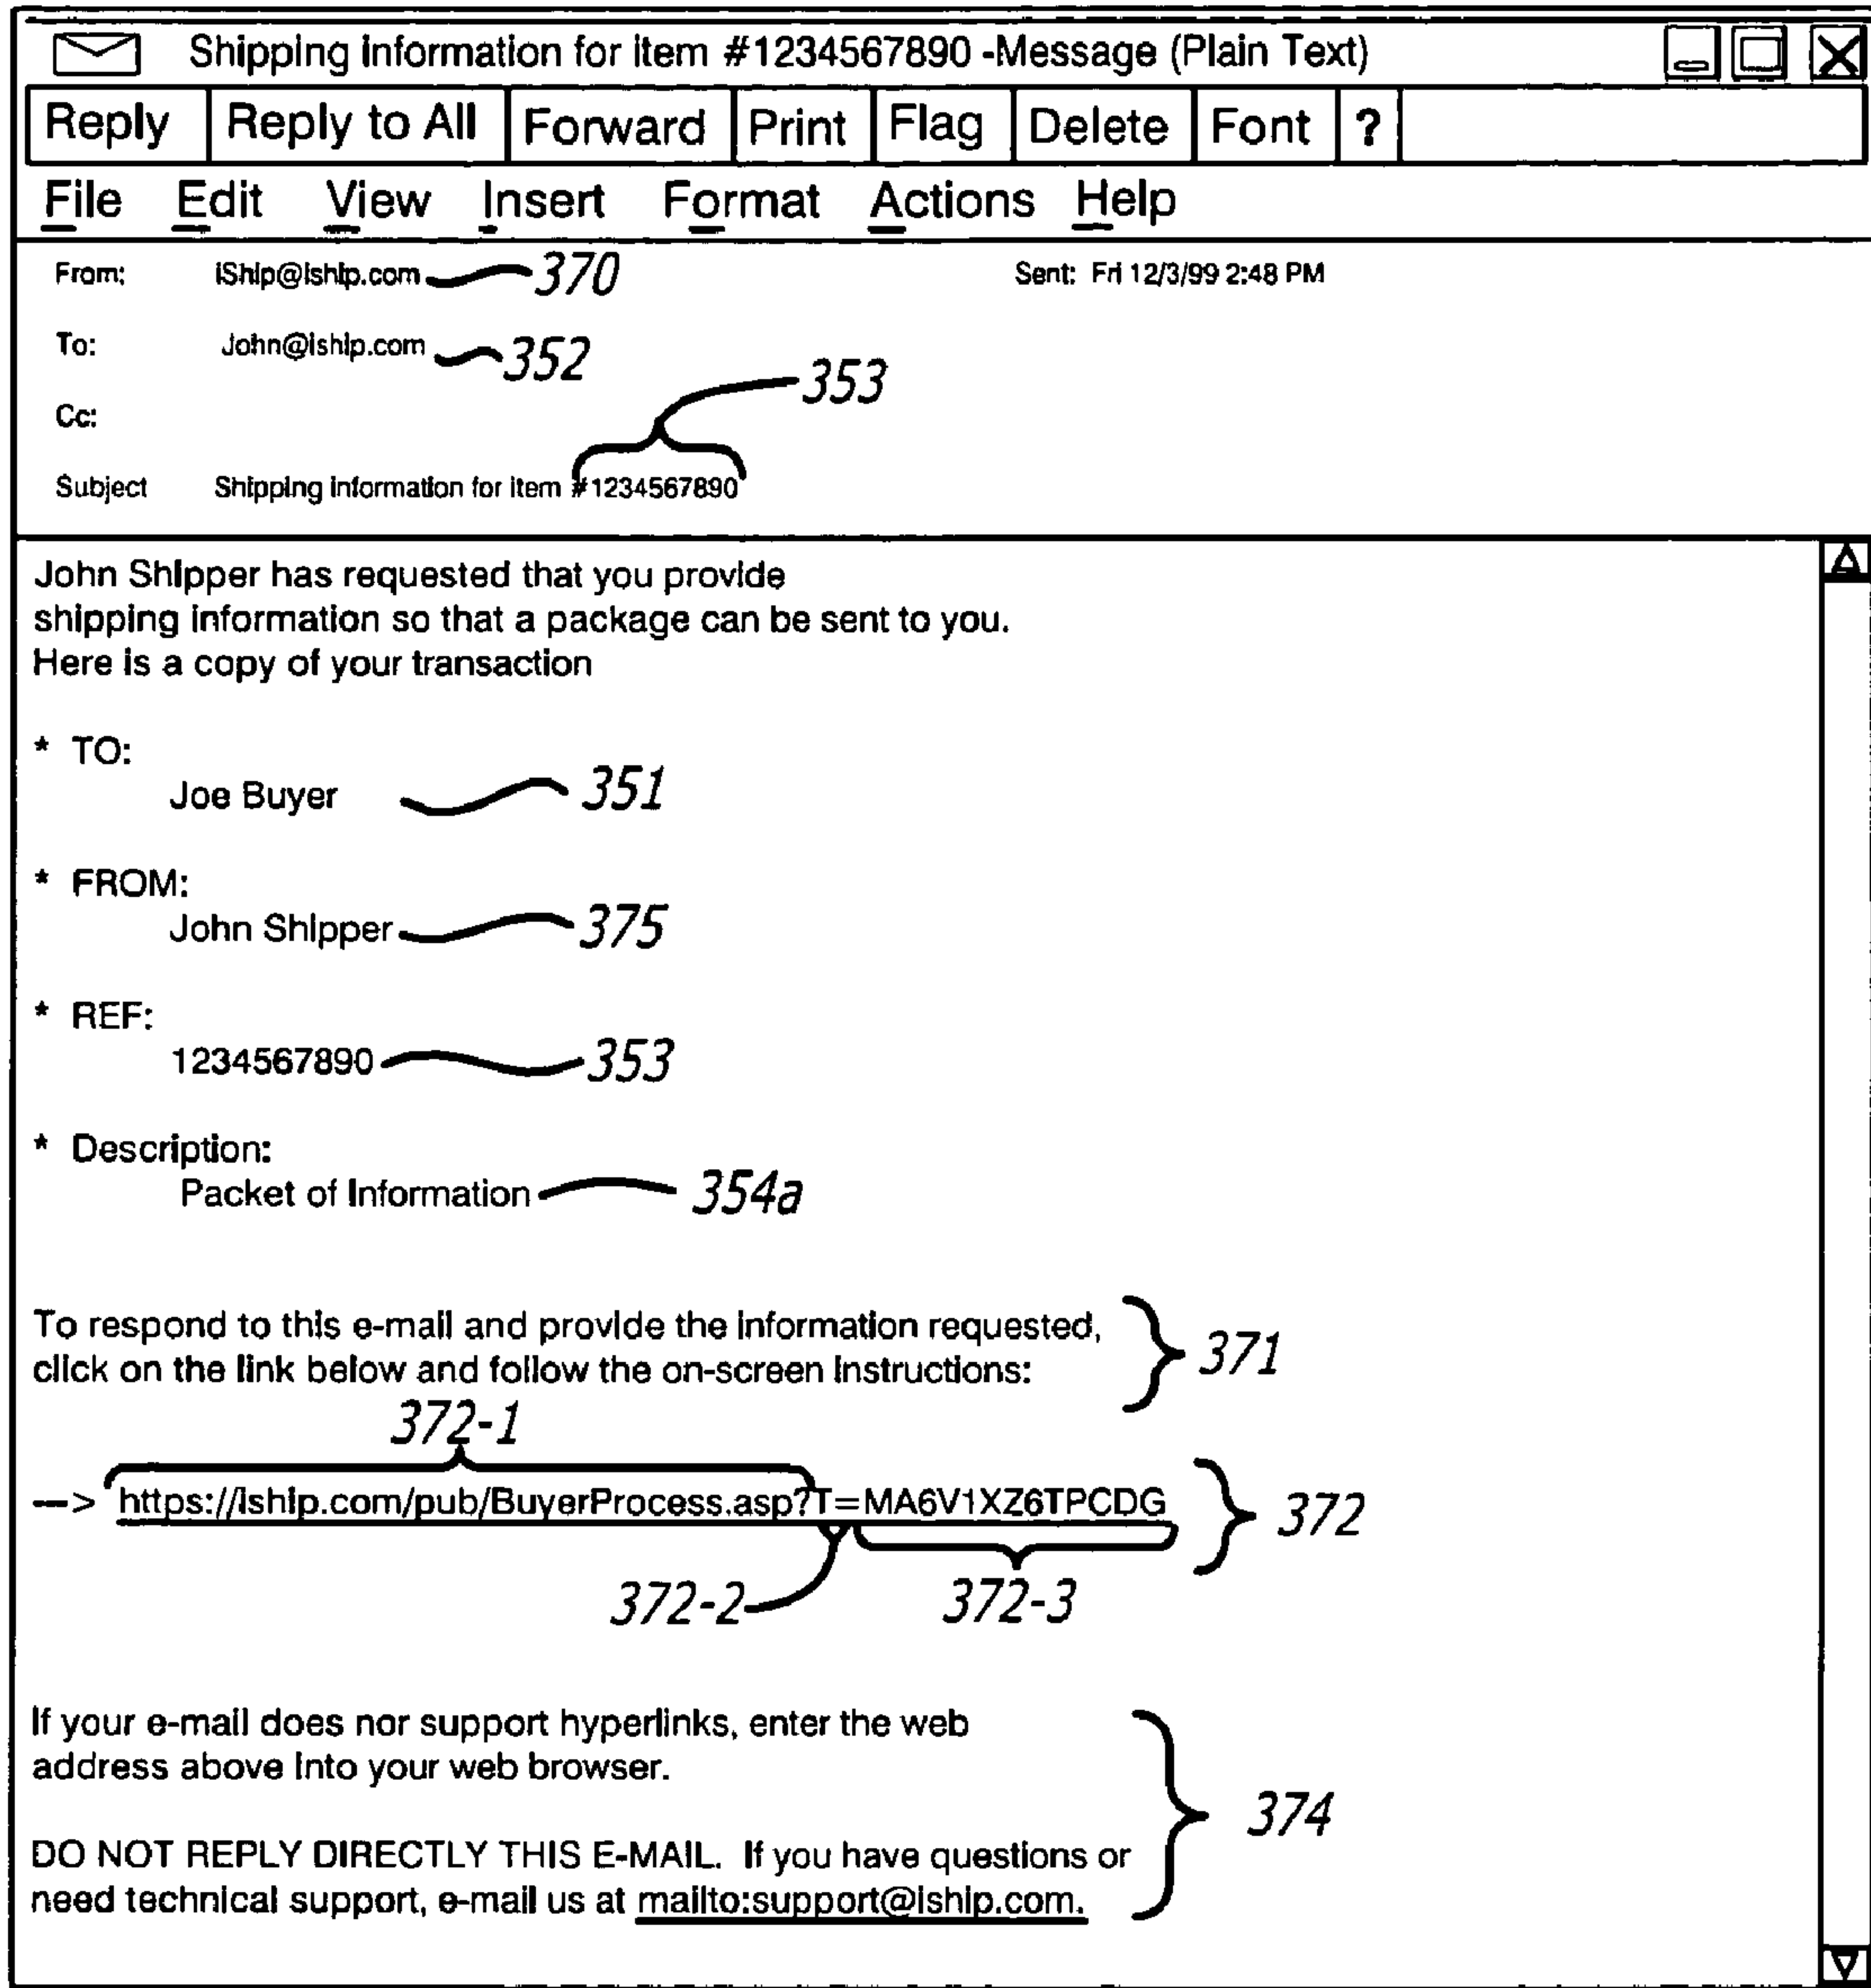 Shipping Information for item #1234567890 -Message (Plain Text)
Reply Reply to All Forward Print Flag Delete Font ?
File Edit View Insert Format Actions Help
From: iShip@iship.com 370 Sent: Fri 12/3/99 2:48 PM
To: John@iship.com 352
353
Cc:
Subject Shipping information for item #1234567890
John Shipper has requested that you provide
shipping information so that a package can be sent to you.
Here is a copy of your transaction
* TO:
Joe Buyer 351
* FROM:
John Shipper 375
* REF:
1234567890 353
* Description:
Packet of Information 354a
To respond to this e-mail and provide the information requested,
click on the link below and follow the on-screen instructions:
371
372-1
---> https://iship.com/pub/BuyerProcess.asp?T=MA6V1XZ6TPCDG 372
372-2 372-3
If your e-mail does nor support hyperlinks, enter the web
address above into your web browser.
374
DO NOT REPLY DIRECTLY THIS E-MAIL. If you have questions or
need technical support, e-mail us at mailto:support@iship.com.